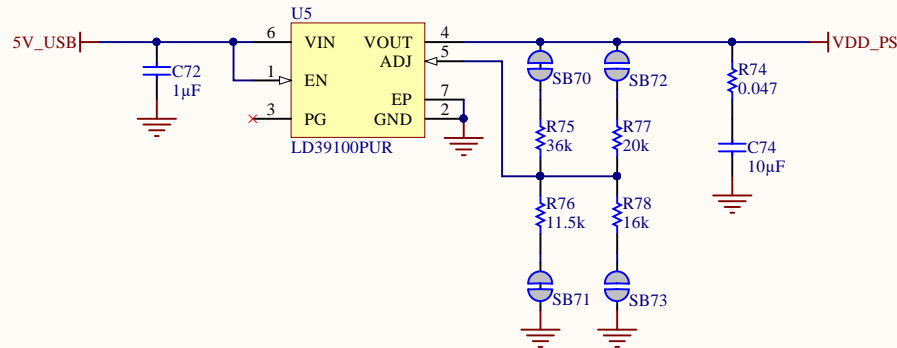 U5
5V_USB
6
VIN
VOUT
4
VDD_PS
ADJ
5
C72
1µF
1
EN
SB70
SB72
R74
0.047
EP
7
3
PG
GND
2
LD39100PUR
R75
36k
R77
20k
C74
10µF
R76
11.5k
R78
16k
SB71
SB73